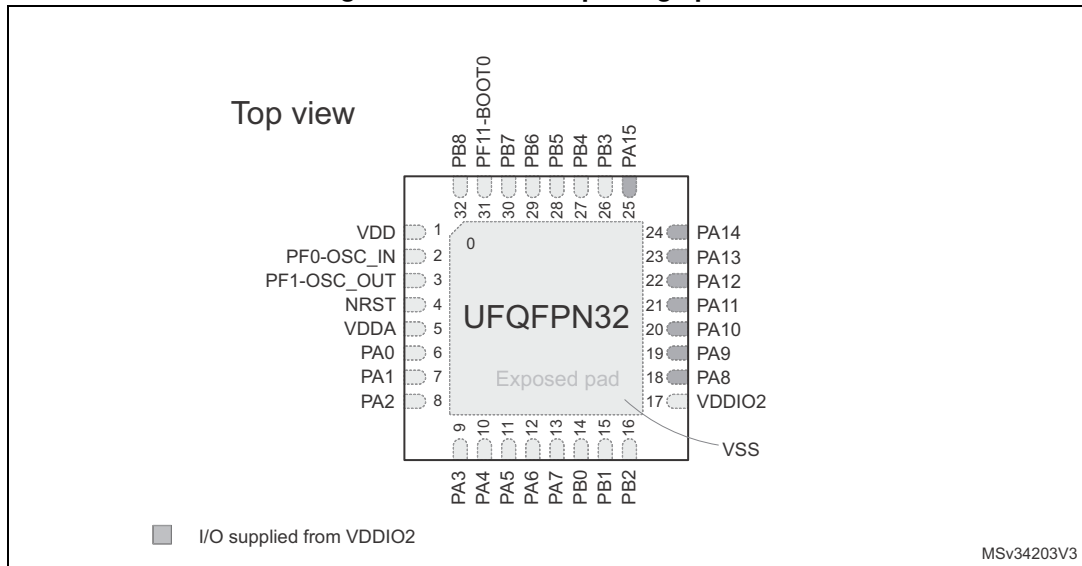 Top view
PB8
PF11-BOOT0
PB7
PB6
PB5
PB4
PB3
PA15
32
31
30
29
28
27
26
25
VDD 1
PF0-OSC_IN 2
PF1-OSC_OUT 3
NRST 4
VDDA 5
PA0 6
PA1 7
PA2 8
0
UFQFPN32
Exposed pad
24 PA14
23 PA13
22 PA12
21 PA11
20 PA10
19 PA9
18 PA8
17 VDDIO2
VSS
9
10
11
12
13
14
15
16
PA3
PA4
PA5
PA6
PA7
PB0
PB1
PB2
I/O supplied from VDDIO2
MSv34203V3